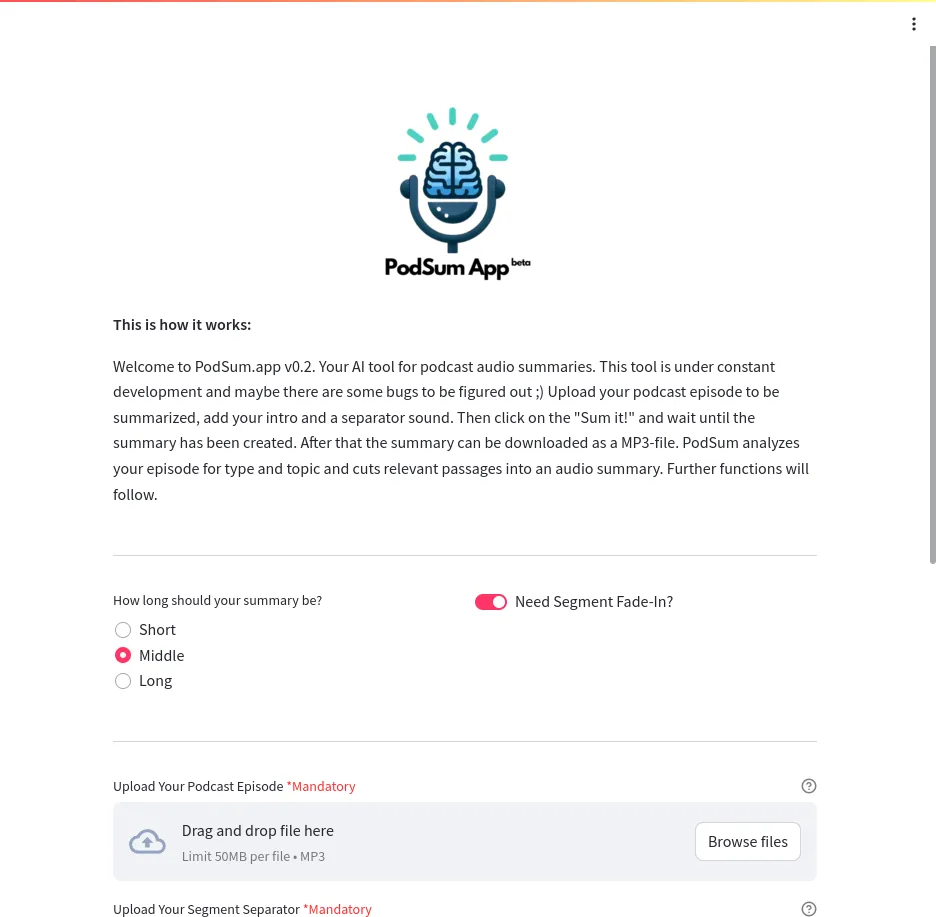 PodSum App beta
This is how it works:
Welcome to PodSum.app v0.2. Your AI tool for podcast audio summaries. This tool is under constant
development and maybe there are some bugs to be figured out ;) Upload your podcast episode to be
summarized, add your intro and a separator sound. Then click on the "Sum it!" and wait until the
summary has been created. After that the summary can be downloaded as a MP3-file. PodSum analyzes
your episode for type and topic and cuts relevant passages into an audio summary. Further functions will
follow.
How long should your summary be?
Need Segment Fade-In?
Short
Middle
Long
Upload Your Podcast Episode *Mandatory
Drag and drop file here
Limit 50MB per file • MP3
Browse files
Upload Your Segment Separator *Mandatory